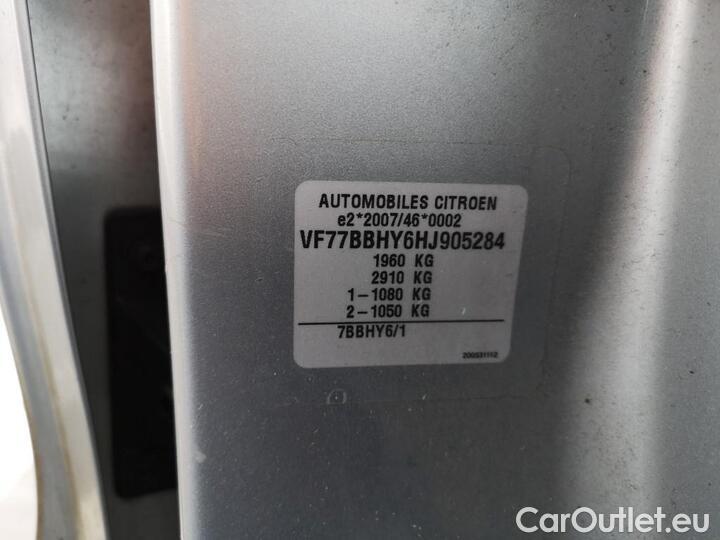 AUTOMOBILES CITROEN
e2*2007/46*0002
VF77BBHY6HJ905284
1960 KG
2910 KG
1-1080 KG
2-1050 KG
7BBHY6/1
200531112
CarOutlet.eu